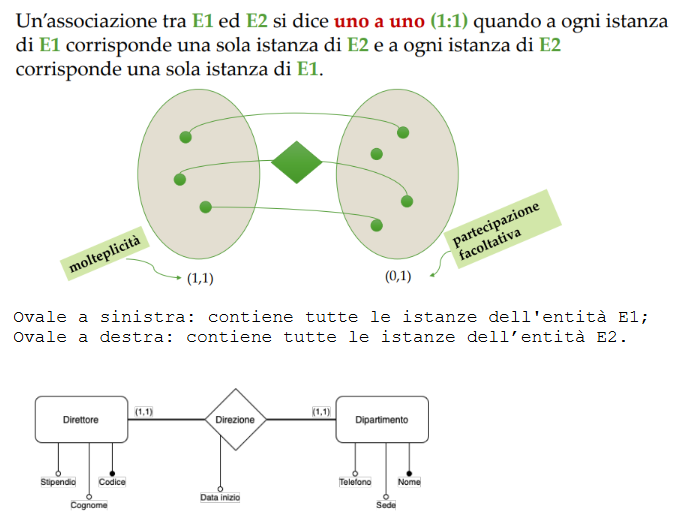 Un'associazione tra E1 ed E2 si dice uno a uno (1:1) quando a ogni istanza
di E1 corrisponde una sola istanza di E2 e a ogni istanza di E2
corrisponde una sola istanza di E1.
molteplicità
(1,1)
partecipazione
facoltativa
(0,1)
Ovale a sinistra: contiene tutte le istanze dell'entità E1;
Ovale a destra: contiene tutte le istanze dell’entità E2.
Direttore
(1,1)
Direzione
(1,1)
Dipartimento
Stipendio
Codice
Cognome
Data inizio
Telefono
Nome
Sede